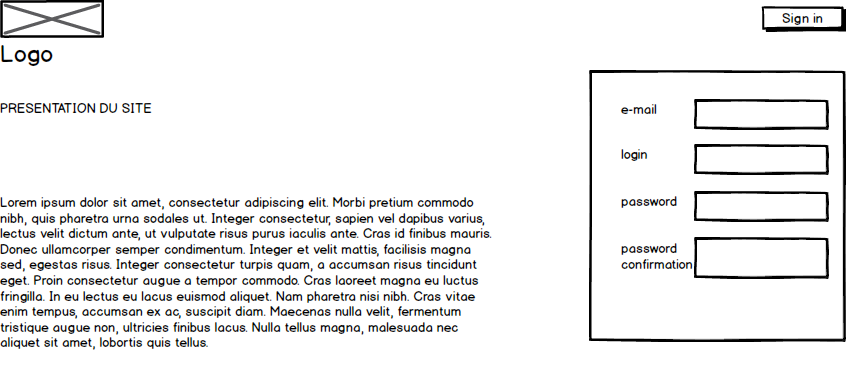 Sign in
Logo
PRESENTATION DU SITE
Lorem ipsum dolor sit amet, consectetur adipiscing elit. Morbi pretium commodo
nibh, quis pharetra urna sodales ut. Integer consectetur, sapien vel dapibus varius,
lectus velit dictum ante, ut vulputate risus purus iaculis ante. Cras id finibus mauris.
Donec ullamcorper semper condimentum. Integer et velit mattis, facilisis magna
sed, egestas risus. Integer consectetur turpis quam, a accumsan risus tincidunt
eget. Proin consectetur augue a tempor commodo. Cras laoreet magna eu luctus
fringilla. In eu lectus eu lacus euismod aliquet. Nam pharetra nisi nibh. Cras vitae
enim tempus, accumsan ex ac, suscipit diam. Maecenas nulla velit, fermentum
tristique augue non, ultricies finibus lacus. Nulla tellus magna, malesuada nec
aliquet sit amet, lobortis quis tellus.
e-mail
login
password
password
confirmation